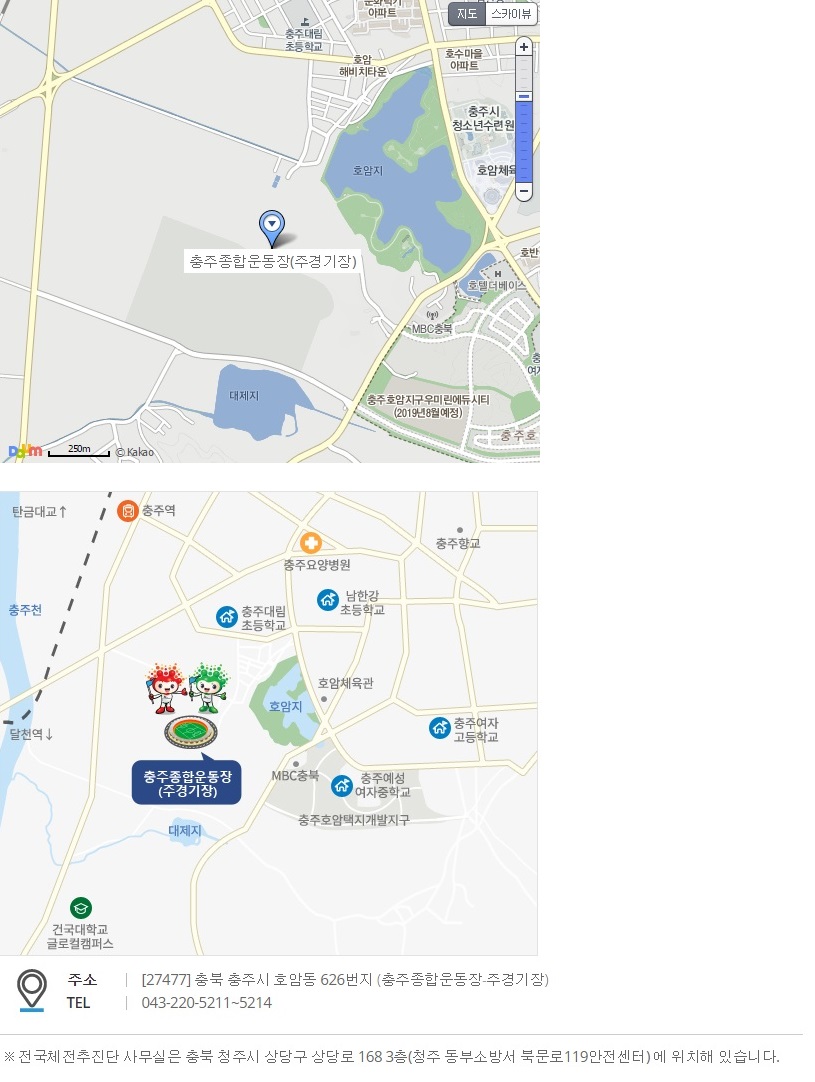 문화럭키
아파트
지도 스카이뷰
충주대림
초등학교
호암
해비치타운
호수마을
아파트
충주시
청소년수련원
호암지
호암체육
충주종합운동장(주경기장)
호반
H
호텔더베이스
MBC충북
충
여자
대제지
충주호암지구우미린에듀시티
(2019년8월예정)
충주호
Daum 250m © Kakao
탄금대교↑
충주역
충주향교
충주요양병원
남한강
초등학교
충주천
충주대림
초등학교
호암체육관
호암지
달천역↓
충주여자
고등학교
MBC충북
충주종합운동장
(주경기장)
충주예성
여자중학교
충주호암택지개발지구
대제지
건국대학교
글로컬캠퍼스
주소 | [27477] 충북 충주시 호암동 626번지 (충주종합운동장-주경기장)
TEL | 043-220-5211~5214
※ 전국체전추진단 사무실은 충북 청주시 상당구 상당로 168 3층(청주 동부소방서 북문로119안전센터)에 위치해 있습니다.